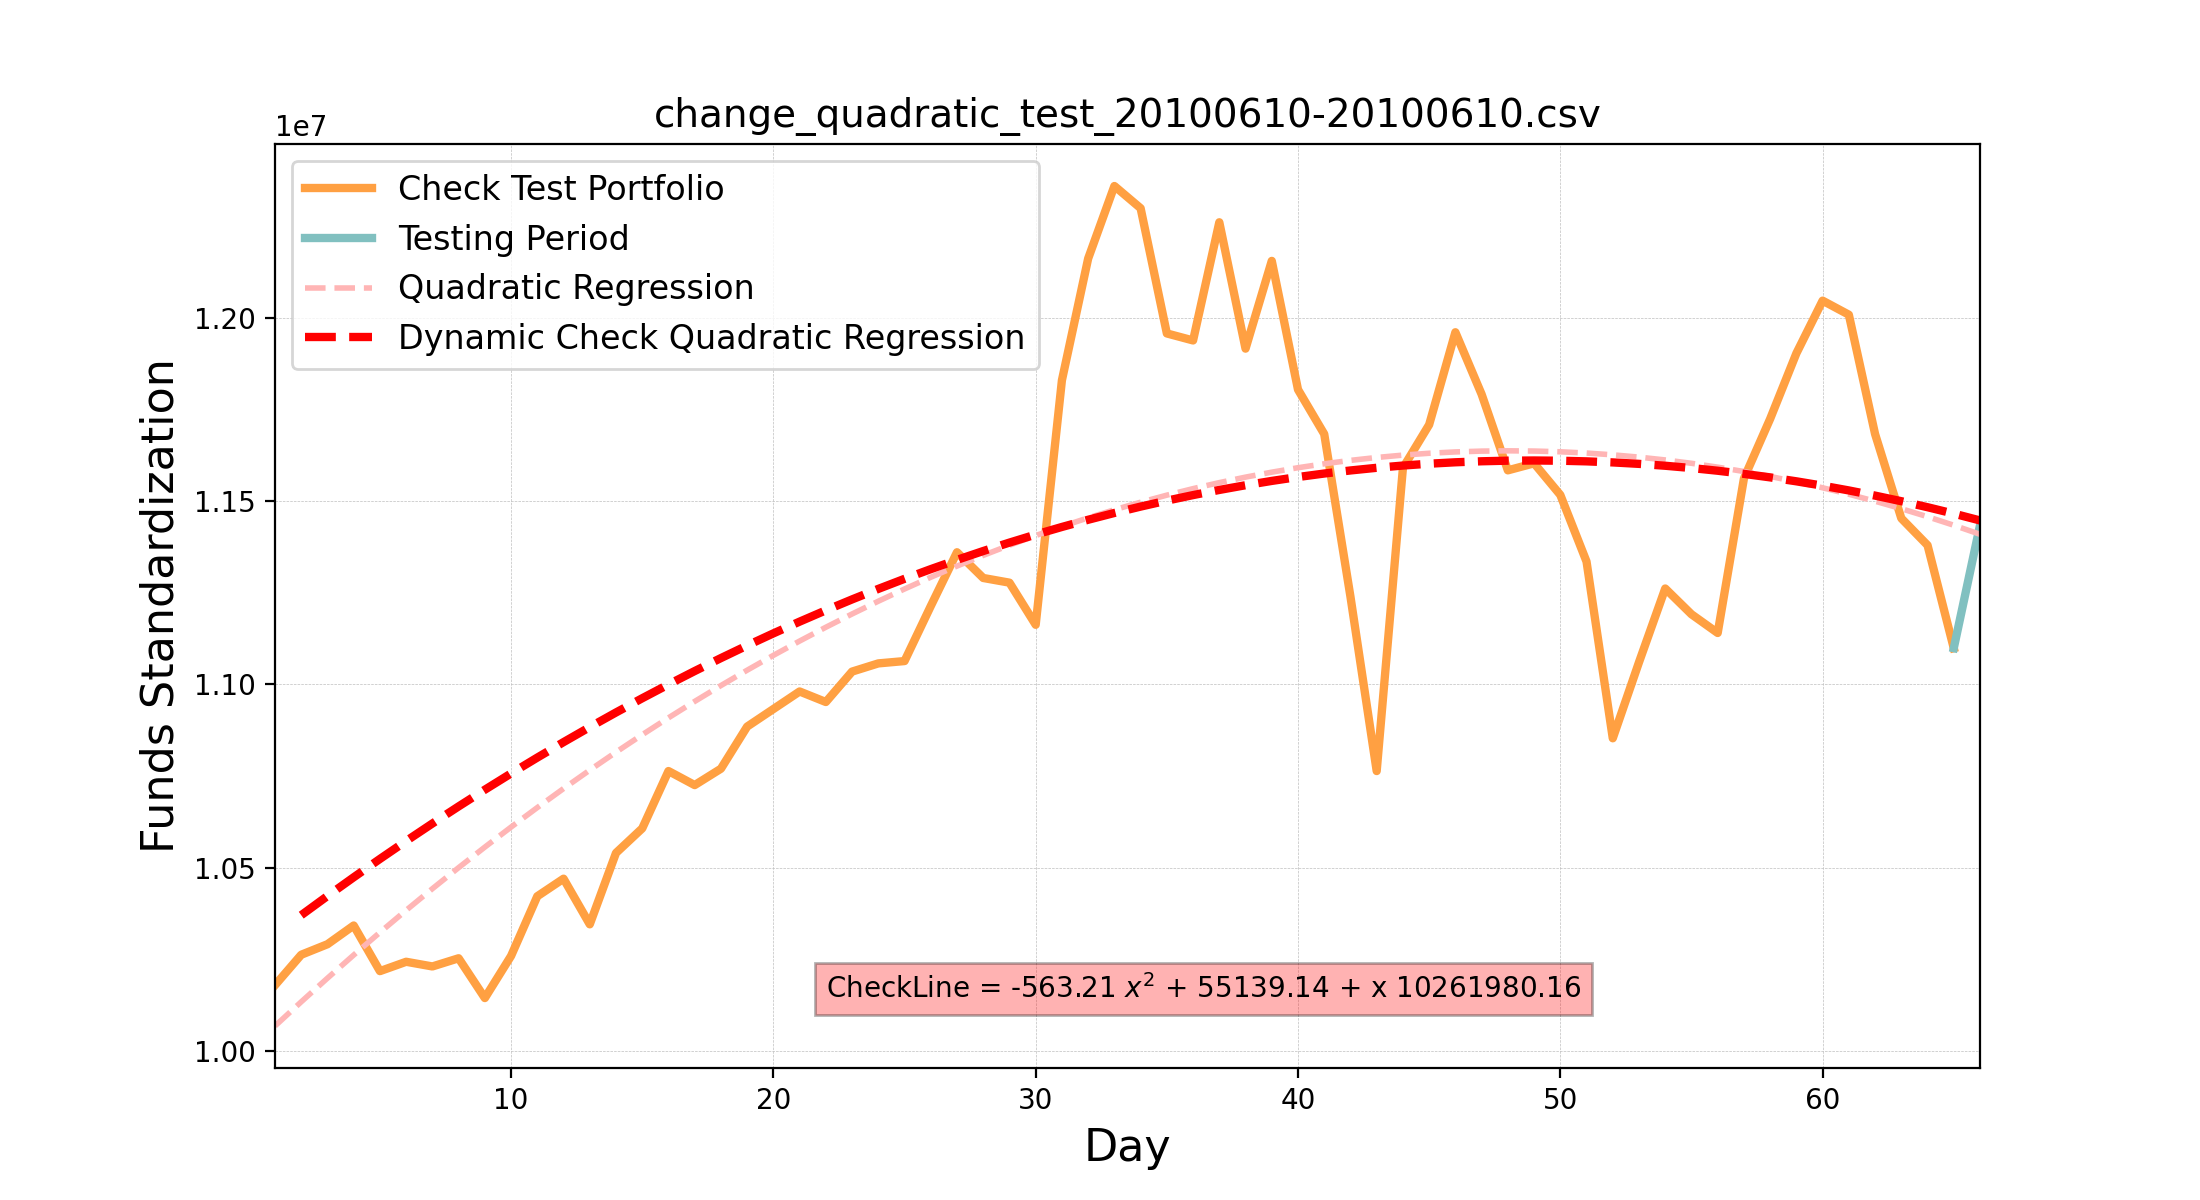 change_quadratic_test_20100610-20100610.csv
1e7
Check Test Portfolio
Testing Period
Quadratic Regression
Dynamic Check Quadratic Regression
1.20
1.15
1.10
1.05
1.00
Funds Standardization
CheckLine = -563.21 x² + 55139.14 + x 10261980.16
10 20 30 40 50 60
Day